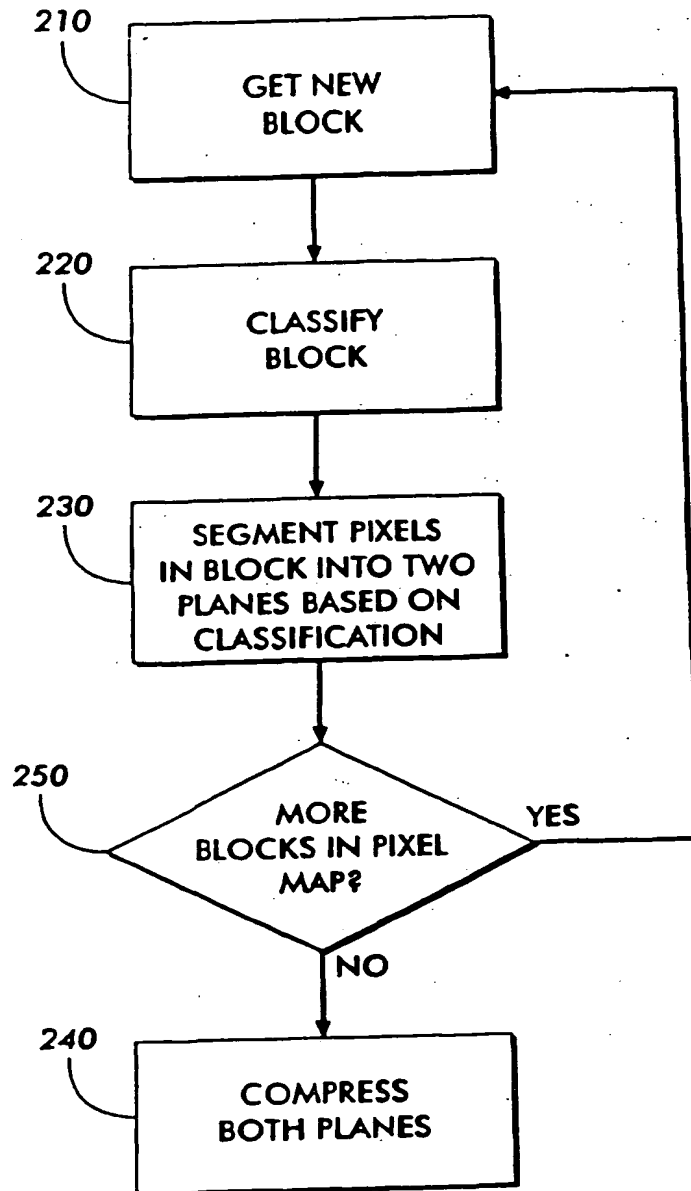 210
GET NEW
BLOCK
220
CLASSIFY
BLOCK
230
SEGMENT PIXELS
IN BLOCK INTO TWO
PLANES BASED ON
CLASSIFICATION
250
MORE
BLOCKS IN PIXEL
MAP?
YES
NO
240
COMPRESS
BOTH PLANES